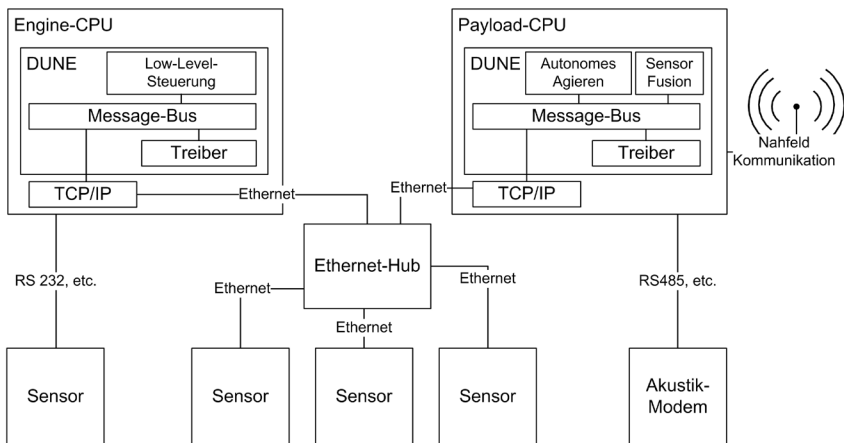 Engine-CPU
DUNE
Low-Level-
Steuerung
Message-Bus
Treiber
TCP/IP
Payload-CPU
DUNE
Autonomes
Agieren
Sensor
Fusion
Message-Bus
Treiber
TCP/IP
Nahfeld
Kommunikation
Ethernet
Ethernet
Ethernet-Hub
RS 232, etc.
Ethernet
Ethernet
Ethernet
RS485, etc.
Sensor
Sensor
Sensor
Sensor
Akustik-
Modem